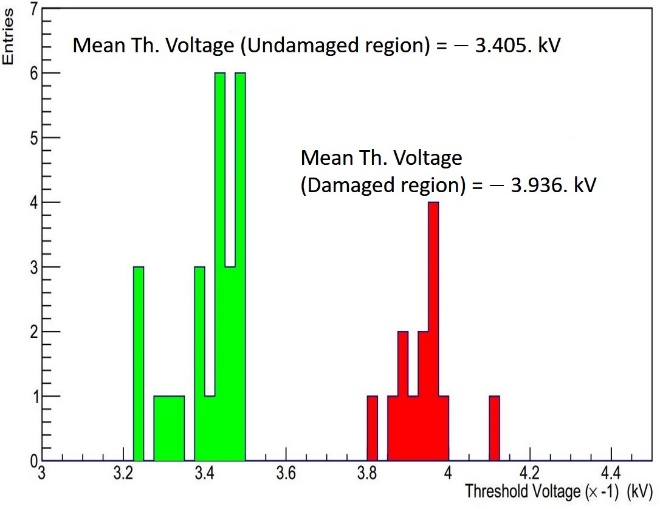 Entries
7
Mean Th. Voltage (Undamaged region) = − 3.405. kV
6
5
Mean Th. Voltage
(Damaged region) = − 3.936. kV
4
3
2
1
0
3 3.2 3.4 3.6 3.8 4 4.2 4.4
Threshold Voltage (× -1) (kV)